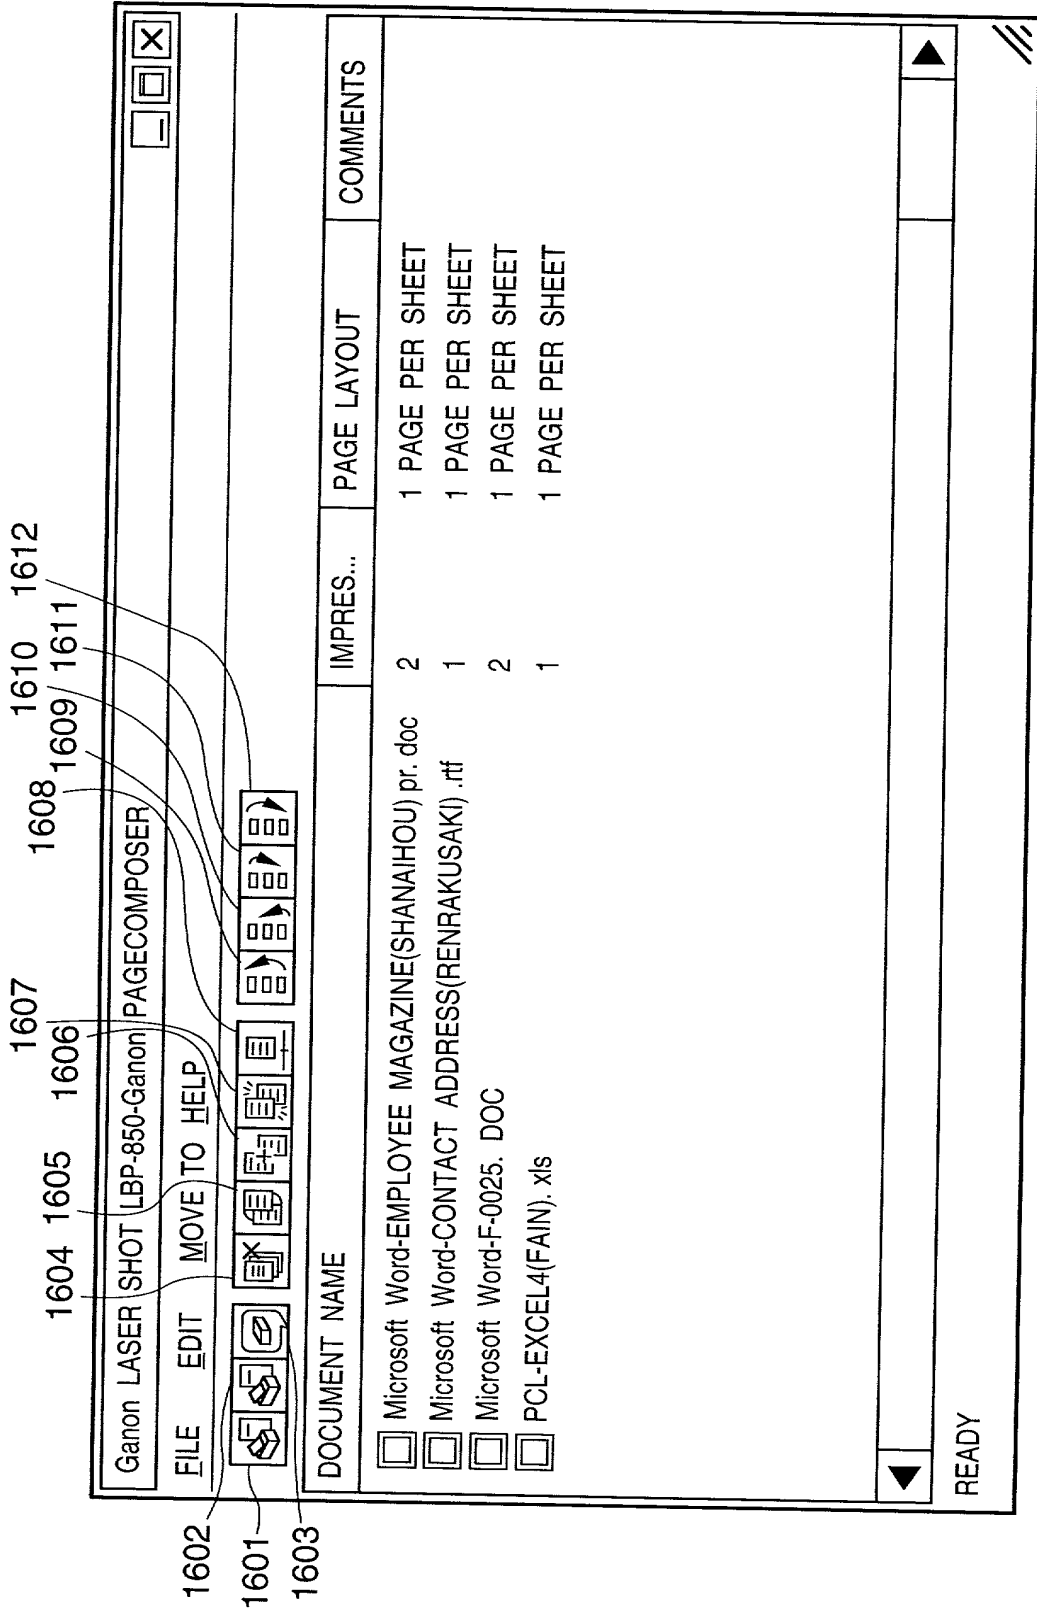 1612
1610 1611
1609
1608
1607
1606
1605
1604
1602
1601
1603
Ganon LASER SHOT LBP-850-Ganon PAGECOMPOSER
FILE EDIT MOVE TO HELP
DOCUMENT NAME IMPRES... PAGE LAYOUT COMMENTS
Microsoft Word-EMPLOYEE MAGAZINE(SHANAIHOU) pr. doc 2 1 PAGE PER SHEET
Microsoft Word-CONTACT ADDRESS(RENRAKUSAKI) .rtf 1 1 PAGE PER SHEET
Microsoft Word-F-0025. DOC 2 1 PAGE PER SHEET
PCL-EXCEL4(FAIN). xls 1 1 PAGE PER SHEET
READY